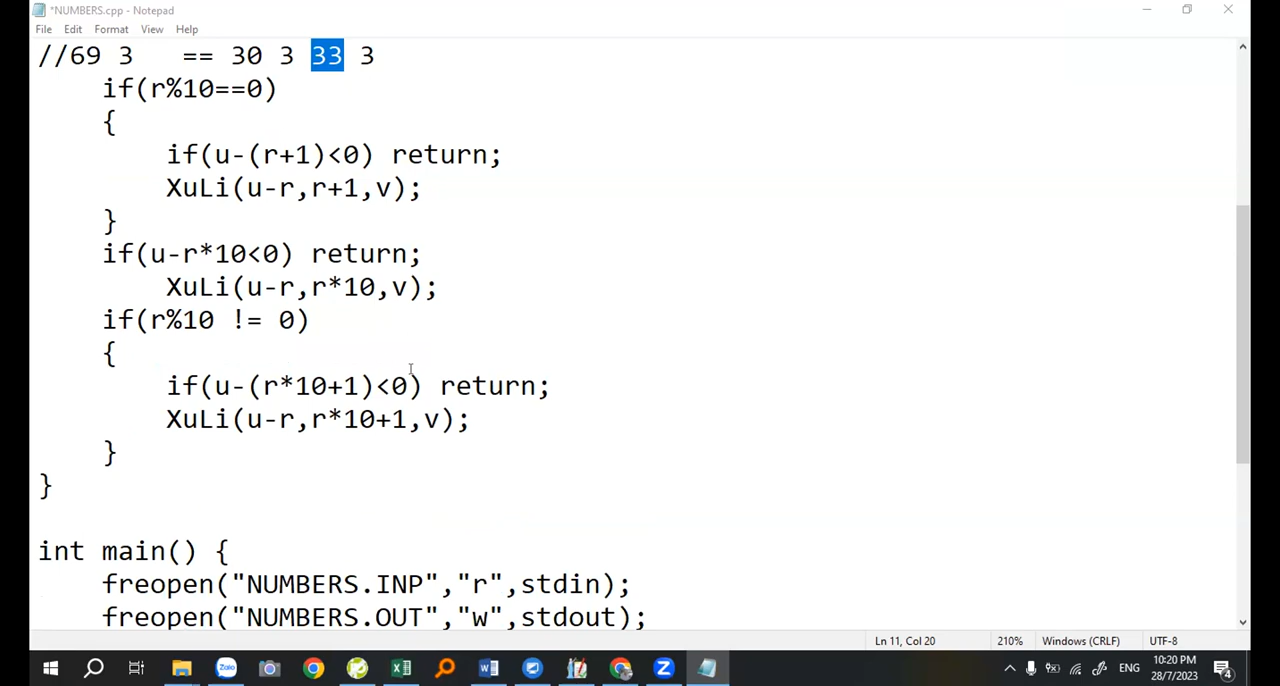 *NUMBERS.cpp - Notepad
File Edit Format View Help
//69 3   == 30 3 33 3
    if(r%10==0)
    {
        if(u-(r+1)<0) return;
        XuLi(u-r,r+1,v);
    }
    if(u-r*10<0) return;
        XuLi(u-r,r*10,v);
    if(r%10 != 0)
    {
        if(u-(r*10+1)<0) return;
        XuLi(u-r,r*10+1,v);
    }
}
int main() {
    freopen("NUMBERS.INP","r",stdin);
    freopen("NUMBERS.OUT","w",stdout);
Ln 11, Col 20 210% Windows (CRLF) UTF-8
Zalo ENG 10:20 PM
28/7/2023 4